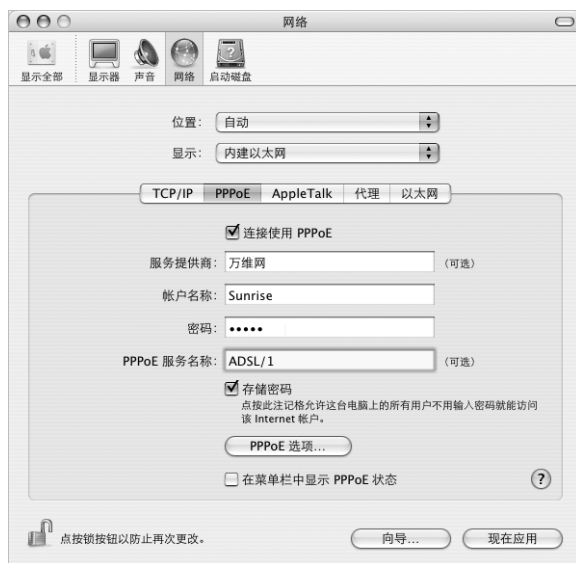 网络
显示全部 显示器 声音 网络 启动磁盘
位置: 自动
显示: 内建以太网
TCP/IP PPPoE AppleTalk 代理 以太网
连接使用 PPPoE
服务提供商: 万维网 (可选)
帐户名称: Sunrise
密码: •••••
PPPoE 服务名称: ADSL/1 (可选)
存储密码
点按此注记格允许这台电脑上的所有用户不用输入密码就能访问
该 Internet 帐户。
PPPoE 选项...
在菜单栏中显示 PPPoE 状态 ?
点按锁按钮以防止再次更改。 向导... 现在应用